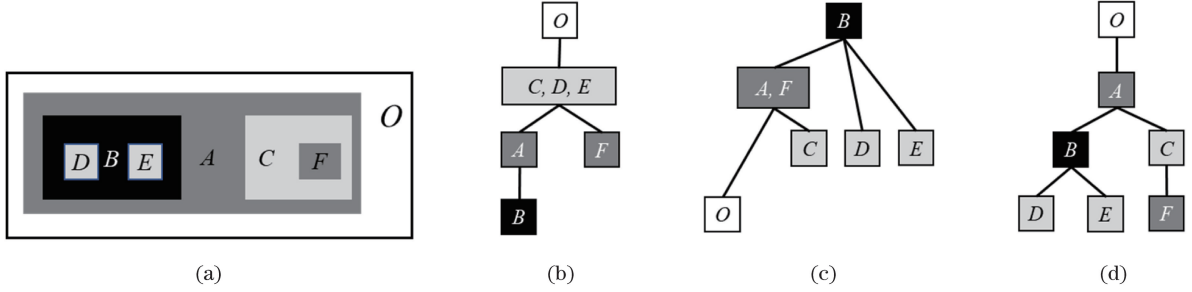 D B E A C F O
(a)
O
C, D, E
A F
B
(b)
B
A, F
C D E
O
(c)
O
A
B C
D E F
(d)